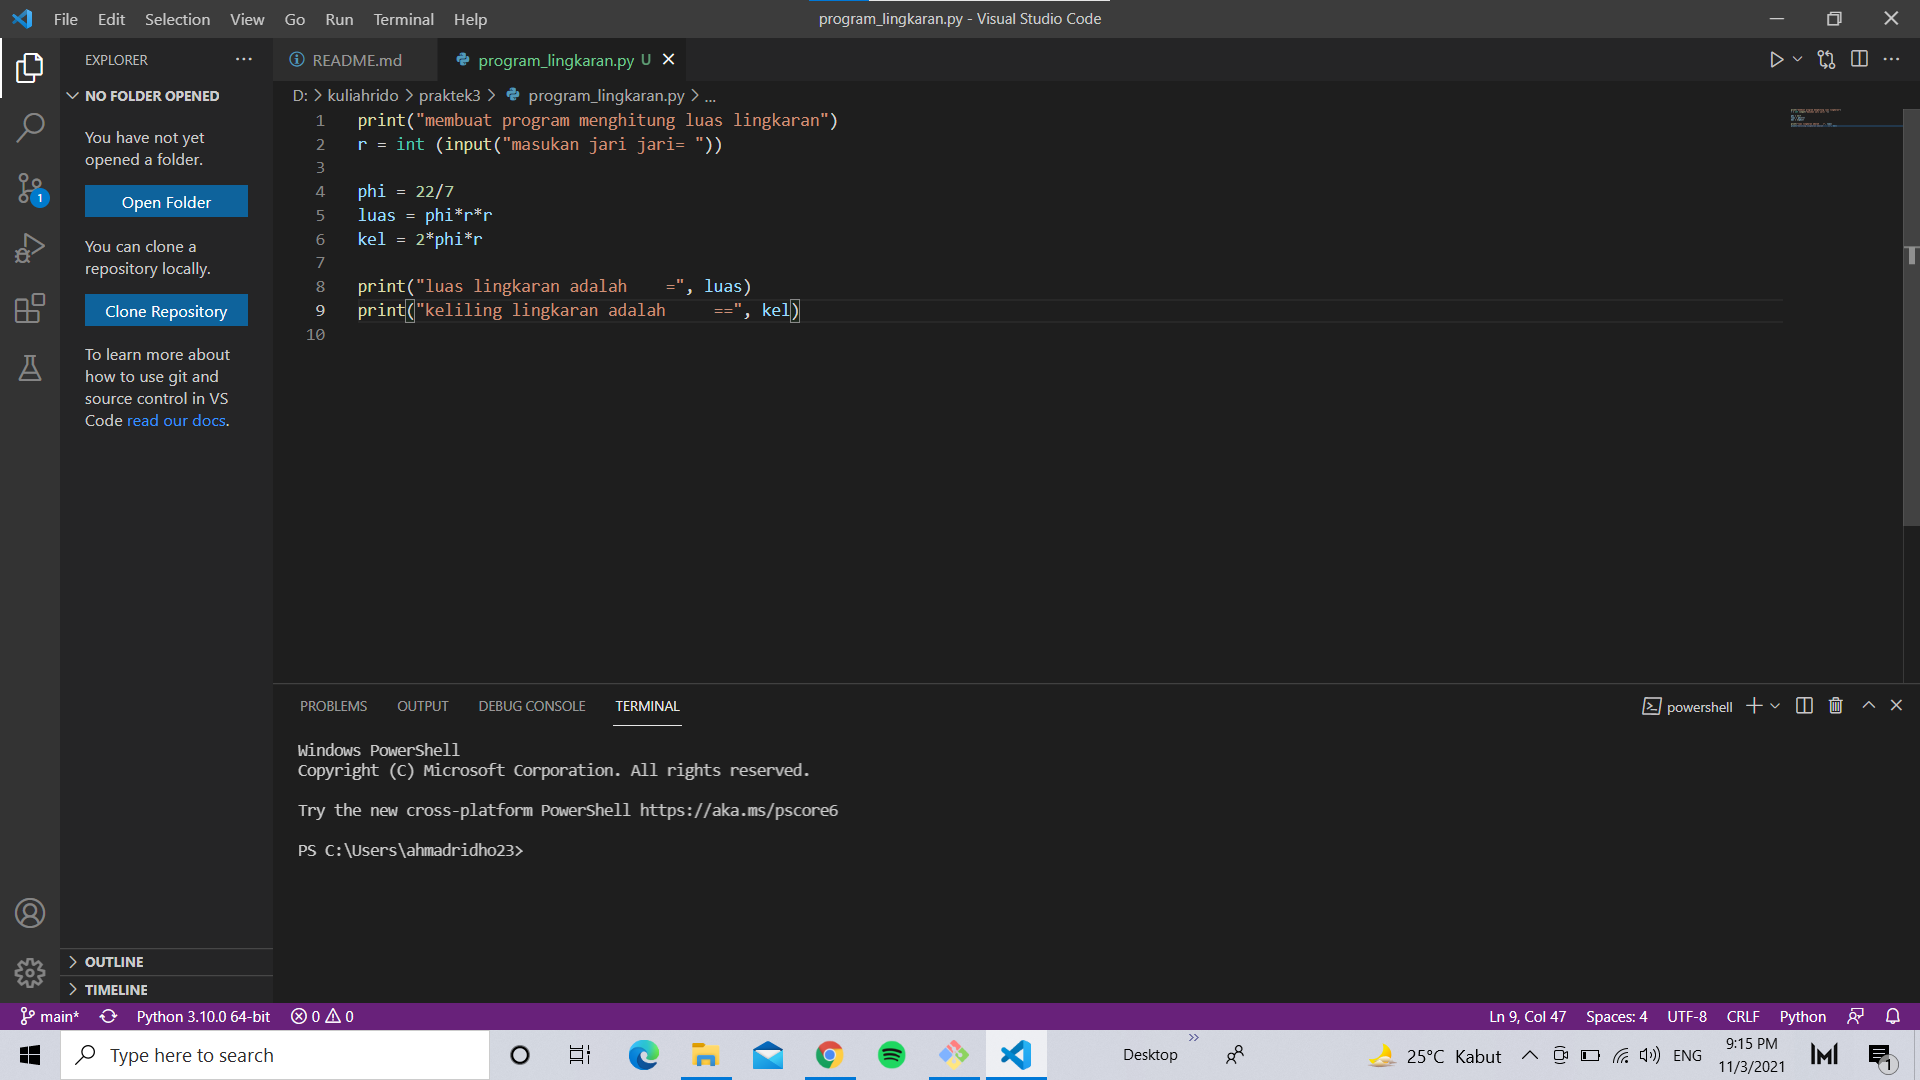 File Edit Selection View Go Run Terminal Help
program_lingkaran.py - Visual Studio Code
EXPLORER
NO FOLDER OPENED
You have not yet
opened a folder.
Open Folder
You can clone a
repository locally.
Clone Repository
To learn more about
how to use git and
source control in VS
Code read our docs.
OUTLINE
TIMELINE
1
README.md
program_lingkaran.py U
D: > kuliahrido > praktek3 > program_lingkaran.py > ...
1 print("membuat program menghitung luas lingkaran")
2 r = int (input("masukan jari jari= "))
3
4 phi = 22/7
5 luas = phi*r*r
6 kel = 2*phi*r
7
8 print("luas lingkaran adalah    =", luas)
9 print("keliling lingkaran adalah     ==", kel)
10
PROBLEMS OUTPUT DEBUG CONSOLE TERMINAL
powershell
Windows PowerShell
Copyright (C) Microsoft Corporation. All rights reserved.
Try the new cross-platform PowerShell https://aka.ms/pscore6
PS C:\Users\ahmadridho23>
main* Python 3.10.0 64-bit 0 0
Ln 9, Col 47 Spaces: 4 UTF-8 CRLF Python
Type here to search
Desktop
25°C Kabut
ENG
9:15 PM
11/3/2021
1